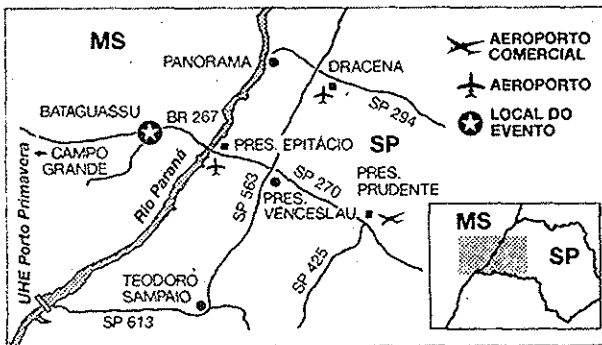 MS
PANORAMA
DRACENA
AEROPORTO
COMERCIAL
AEROPORTO
LOCAL DO
EVENTO
BATAGUASSU
BR 267
SP 294
← CAMPO
GRANDE
PRES. EPITÁCIO
SP
Rio Paraná
SP 563
SP 270
PRES.
PRUDENTE
PRES.
VENCESLAU
UHE Porto Primavera
SP 425
TEODORO
SAMPAIO
SP 613
MS
SP